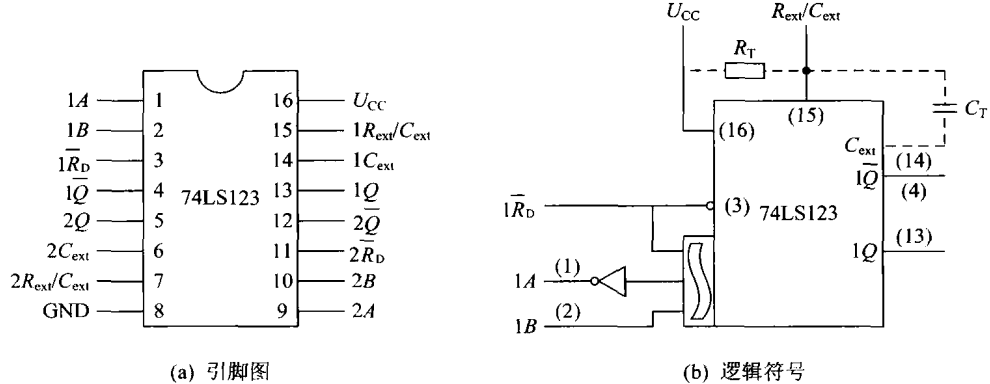 1A 1 16 U_CC
1B 2 15 1R_ext/C_ext
1R̅_D 3 14 1C_ext
1Q̅ 4 13 1Q
74LS123
2Q 5 12 2Q̅
2C_ext 6 11 2R̅_D
2R_ext/C_ext 7 10 2B
GND 8 9 2A
(a) 引脚图
U_CC R_ext/C_ext
R_T
C_T
(16) (15)
C_ext
(14)
1Q̅
(4)
1R̅_D (3) 74LS123
1Q (13)
1A (1)
1B (2)
(b) 逻辑符号